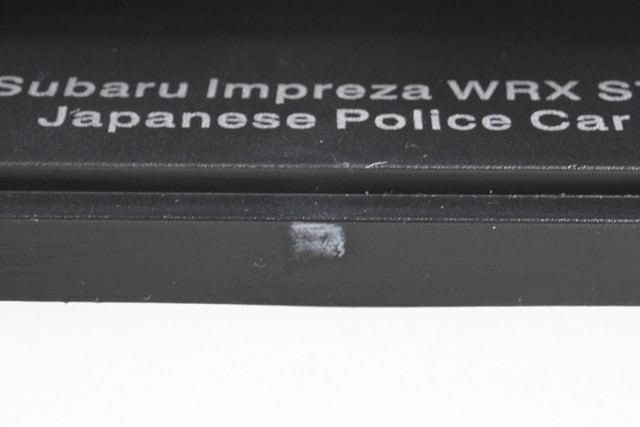 Subaru Impreza WRX ST
Japanese Police Car